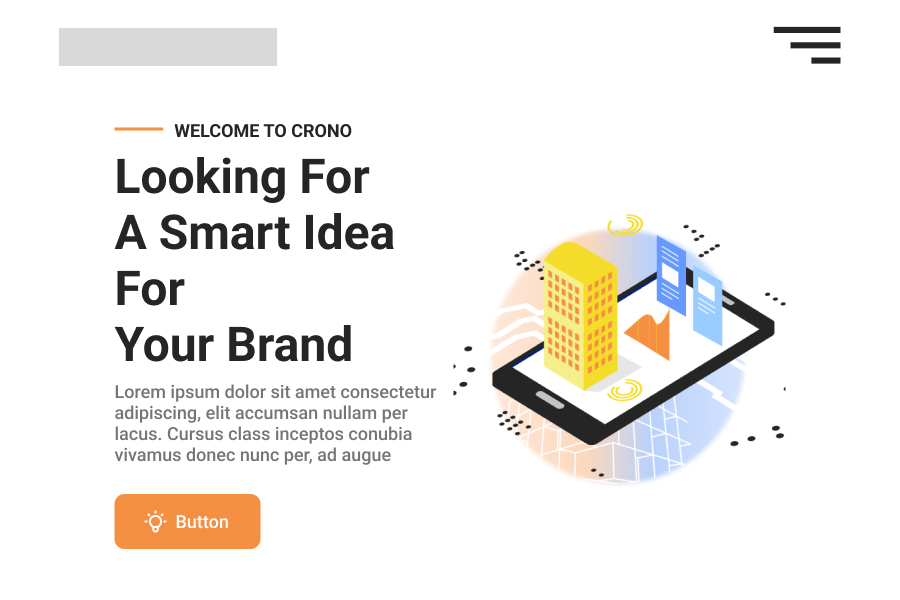 WELCOME TO CRONO
Looking For
A Smart Idea
For
Your Brand
Lorem ipsum dolor sit amet consectetur
adipiscing, elit accumsan nullam per
lacus. Cursus class inceptos conubia
vivamus donec nunc per, ad augue
Button